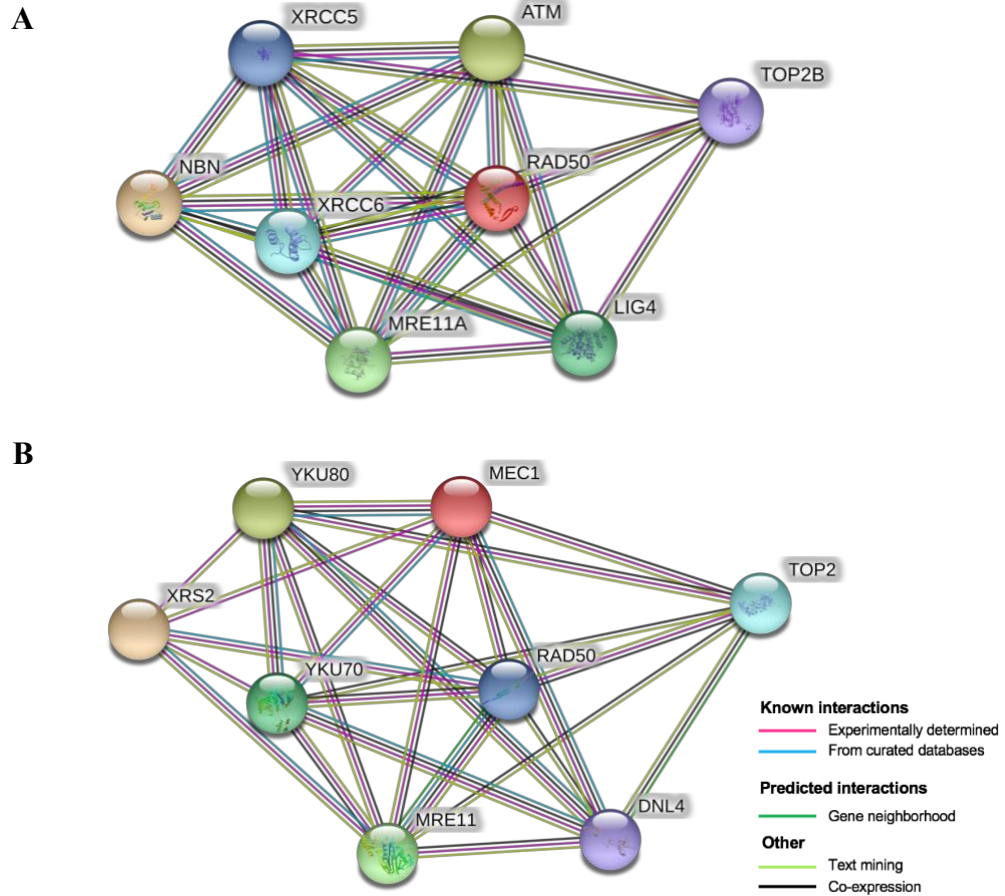 A
XRCC5
ATM
TOP2B
NBN
RAD50
XRCC6
LIG4
MRE11A
B
YKU80
MEC1
TOP2
XRS2
YKU70
RAD50
MRE11
DNL4
Known interactions
Experimentally determined
From curated databases
Predicted interactions
Gene neighborhood
Other
Text mining
Co-expression